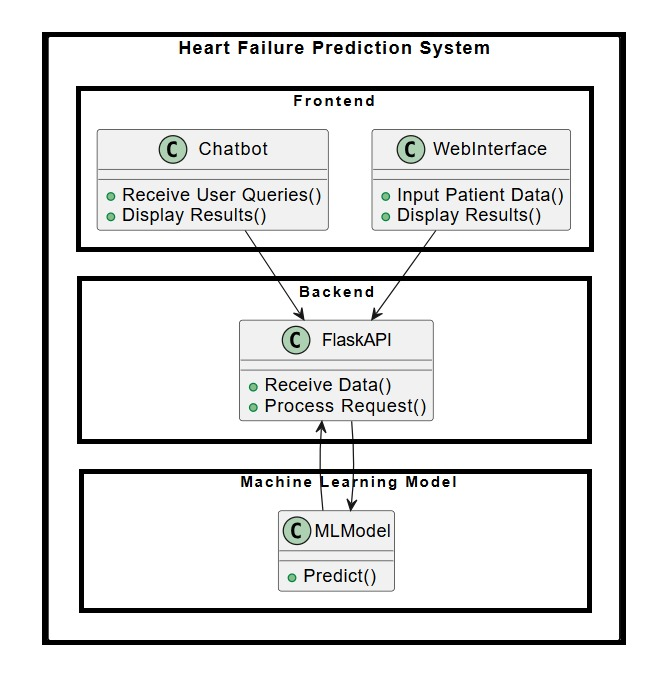 Heart Failure Prediction System
Frontend
C Chatbot
Receive User Queries()
Display Results()
C WebInterface
Input Patient Data()
Display Results()
Backend
C FlaskAPI
Receive Data()
Process Request()
Machine Learning Model
C MLModel
Predict()